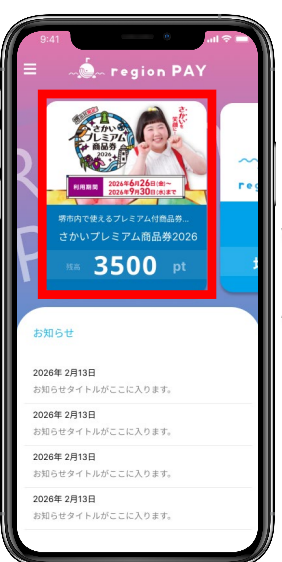 9:41
region PAY
さかい
プレミアム
商品券
2026
さかいを
笑顔に!
利用期間
2026年6月26日(金)~
2026年9月30日(水)まで
堺市内で使えるプレミアム付商品券...
さかいプレミアム商品券2026
残高 3500 pt
お知らせ
2026年 2月13日
お知らせタイトルがここに入ります。
2026年 2月13日
お知らせタイトルがここに入ります。
2026年 2月13日
お知らせタイトルがここに入ります。
2026年 2月13日
お知らせタイトルがここに入ります。